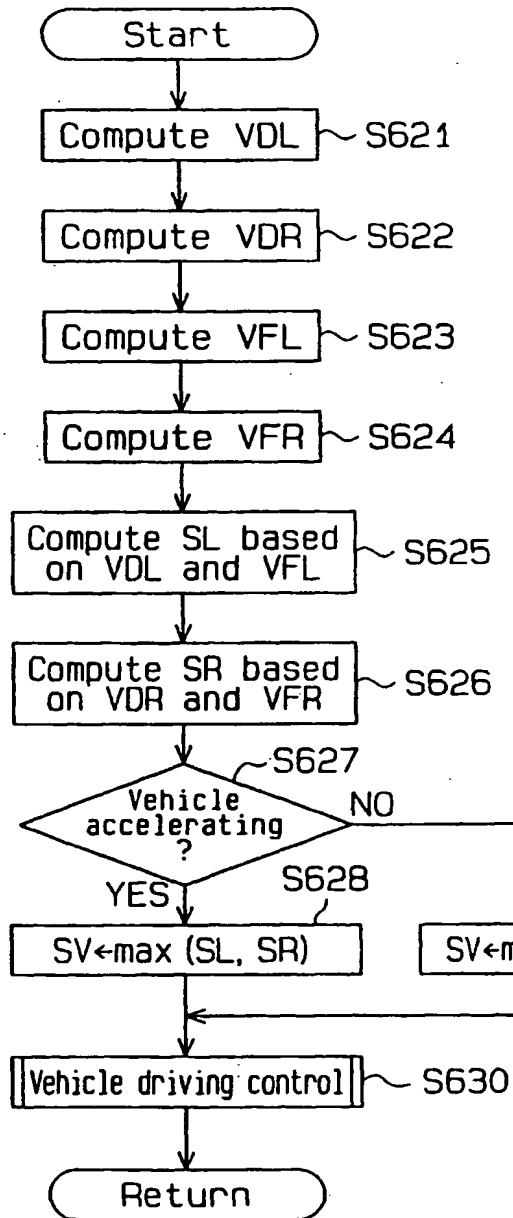 Start
Compute VDL
S621
Compute VDR
S622
Compute VFL
S623
Compute VFR
S624
Compute SL based
on VDL and VFL
S625
Compute SR based
on VDR and VFR
S626
S627
Vehicle
accelerating
?
NO
YES
S628
SV←max (SL, SR)
SV←m
Vehicle driving control
S630
Return